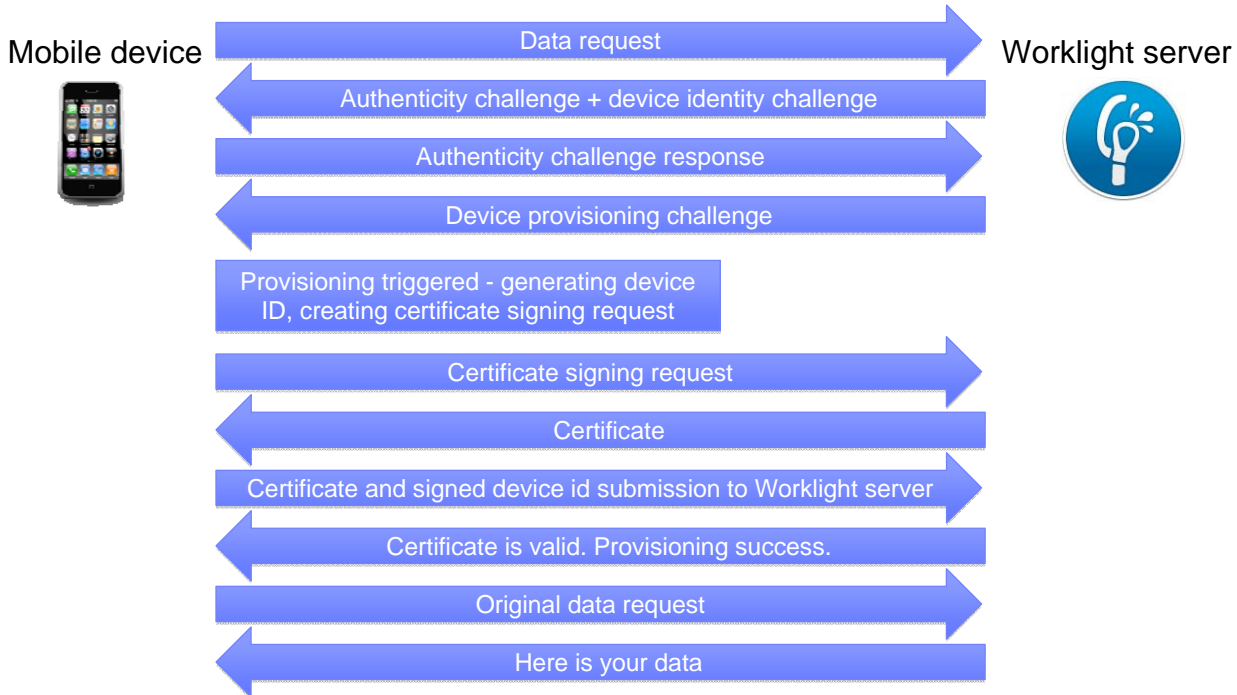 Data request
Mobile device
Worklight server
Authenticity challenge + device identity challenge
Authenticity challenge response
Device provisioning challenge
Provisioning triggered - generating device
ID, creating certificate signing request
Certificate signing request
Certificate
Certificate and signed device id submission to Worklight server
Certificate is valid. Provisioning success.
Original data request
Here is your data